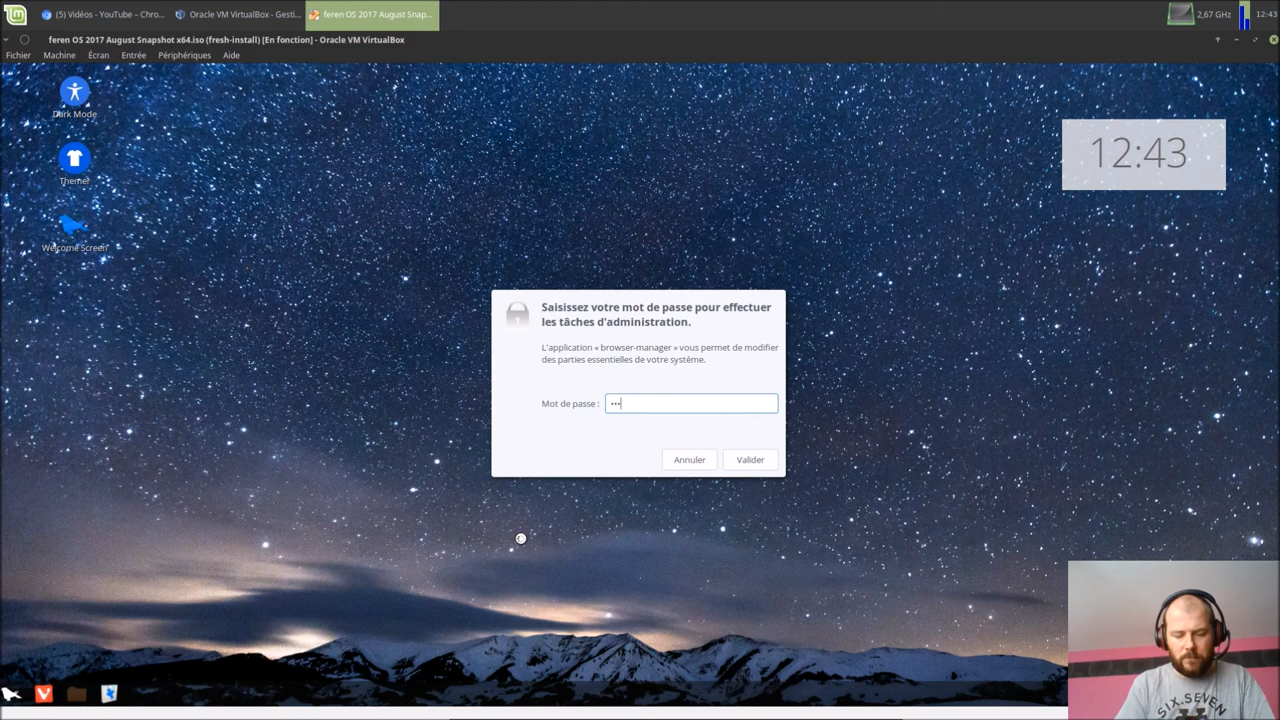 (5) Vidéos - YouTube – Chro...
Oracle VM VirtualBox - Gesti...
feren OS 2017 August Snap...
2,67 GHz
12:43
feren OS 2017 August Snapshot x64.iso (fresh-install) [En fonction] - Oracle VM VirtualBox
Fichier Machine Écran Entrée Périphériques Aide
Dark Mode
12:43
Themer
Welcome Screen
Saisissez votre mot de passe pour effectuer
les tâches d'administration.
L'application « browser-manager » vous permet de modifier
des parties essentielles de votre système.
Mot de passe : •••
Annuler Valider
SIX.SEVEN